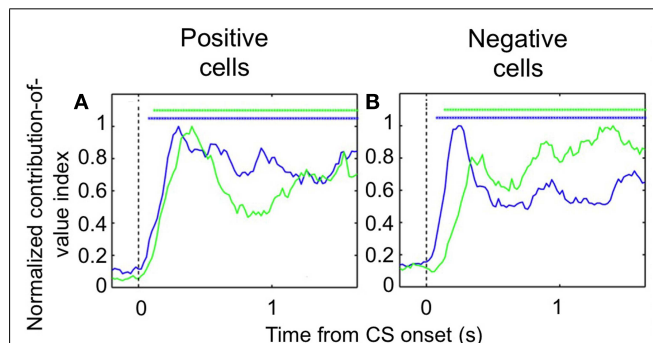 Positive
cells
Negative
cells
A
B
Normalized contribution-of-
value index
1
0.8
0.6
0.4
0.2
0
1
0.8
0.6
0.4
0.2
0
0
1
0
1
Time from CS onset (s)